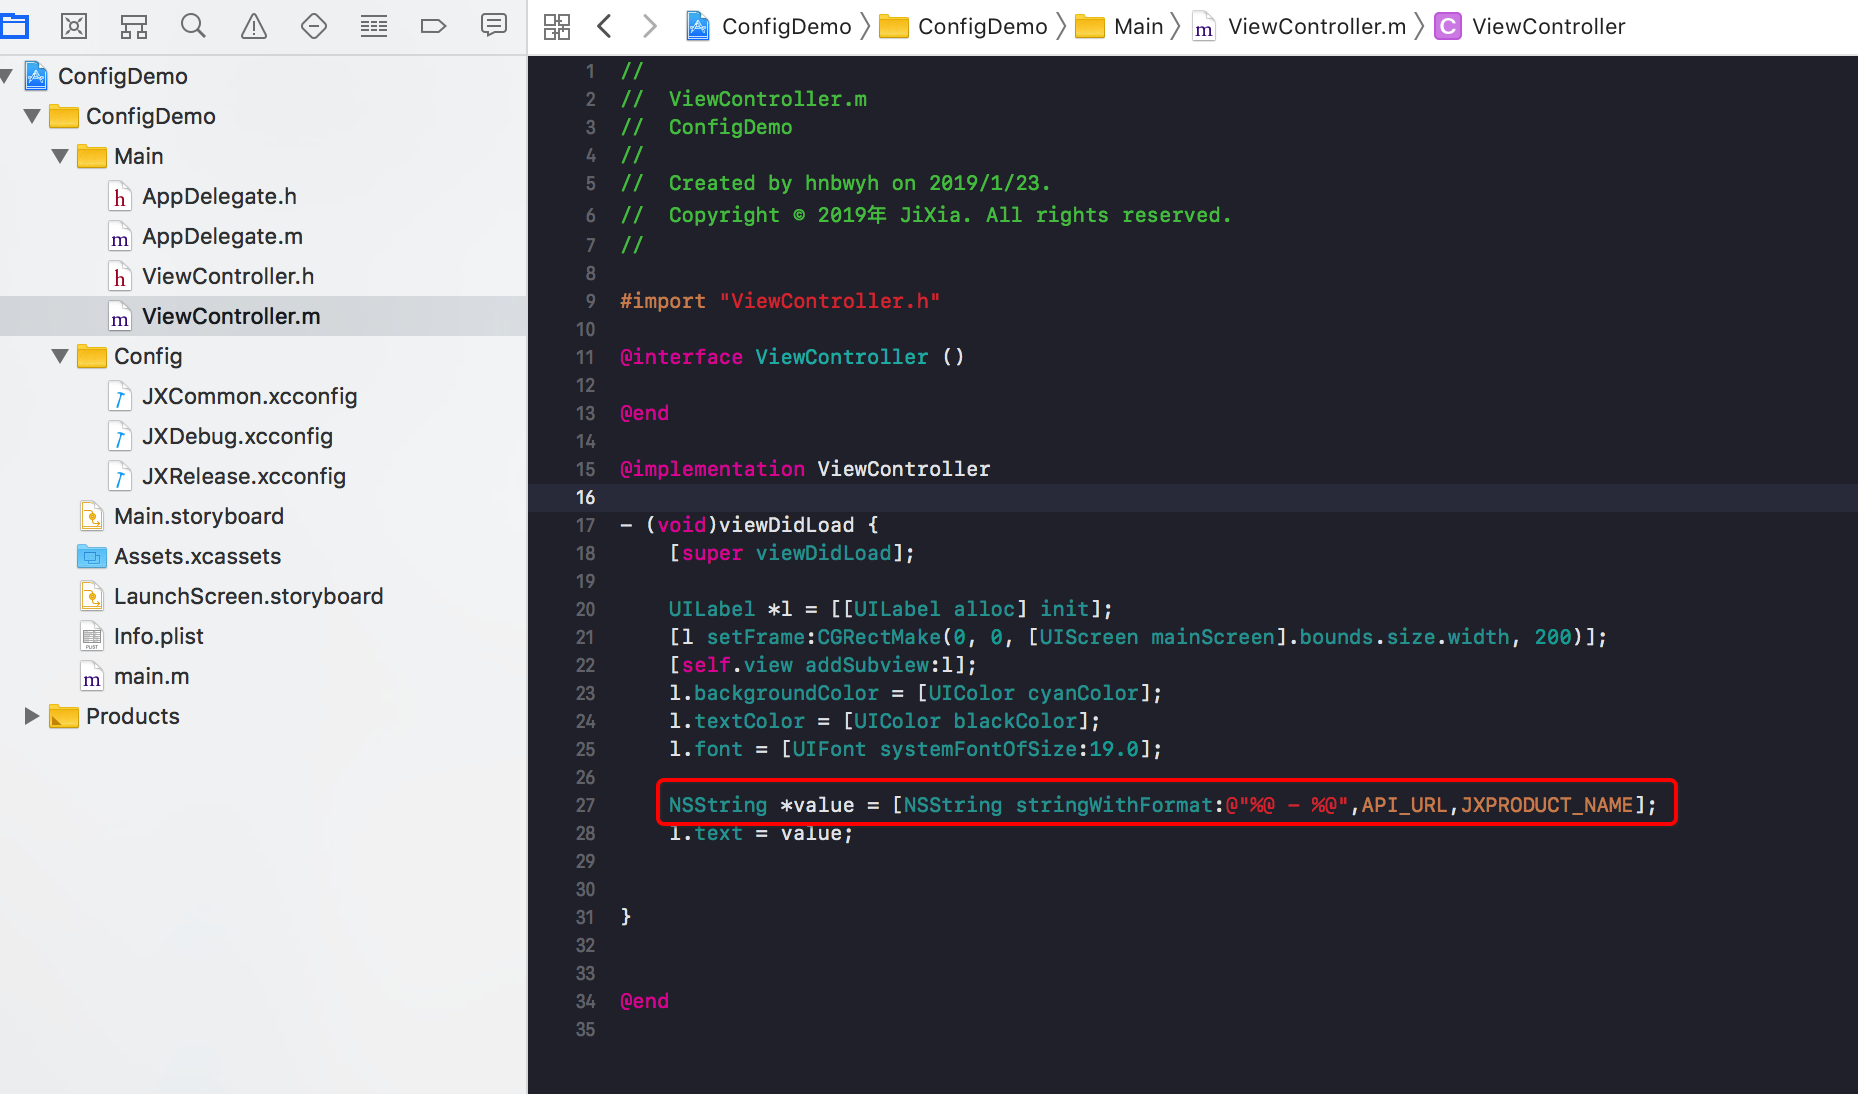 ConfigDemo ConfigDemo Main m ViewController.m C ViewController
ConfigDemo
ConfigDemo
Main
h AppDelegate.h
m AppDelegate.m
h ViewController.h
m ViewController.m
Config
JXCommon.xcconfig
JXDebug.xcconfig
JXRelease.xcconfig
Main.storyboard
Assets.xcassets
LaunchScreen.storyboard
PLIST Info.plist
m main.m
Products
1 //
2 //  ViewController.m
3 //  ConfigDemo
4 //
5 //  Created by hnbwyh on 2019/1/23.
6 //  Copyright © 2019年 JiXia. All rights reserved.
7 //
8
9 #import "ViewController.h"
10
11 @interface ViewController ()
12
13 @end
14
15 @implementation ViewController
16
17 - (void)viewDidLoad {
18     [super viewDidLoad];
19
20     UILabel *l = [[UILabel alloc] init];
21     [l setFrame:CGRectMake(0, 0, [UIScreen mainScreen].bounds.size.width, 200)];
22     [self.view addSubview:l];
23     l.backgroundColor = [UIColor cyanColor];
24     l.textColor = [UIColor blackColor];
25     l.font = [UIFont systemFontOfSize:19.0];
26
27     NSString *value = [NSString stringWithFormat:@"%@ - %@",API_URL,JXPRODUCT_NAME];
28     l.text = value;
29
30
31 }
32
33
34 @end
35